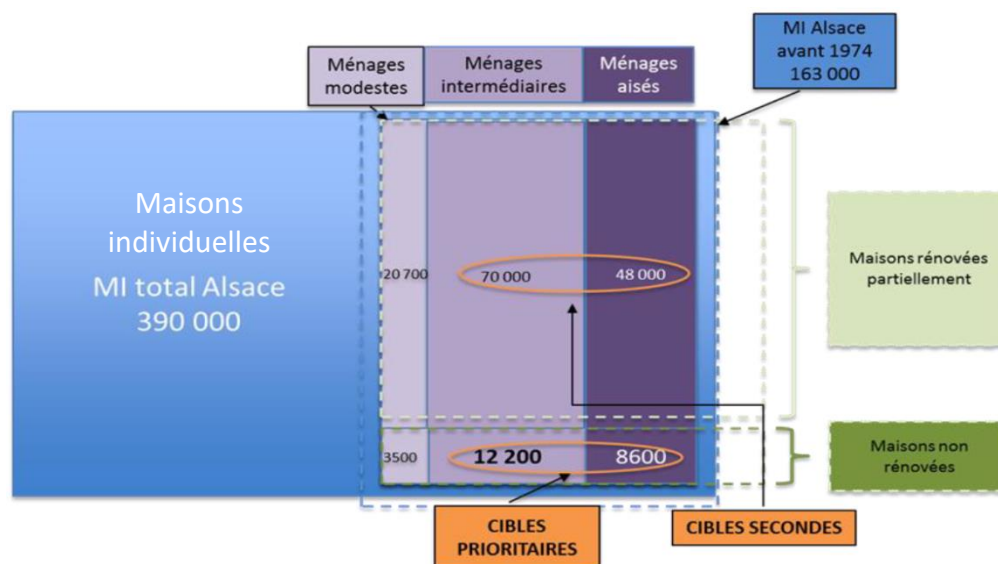 MI Alsace
avant 1974
163 000
Ménages
modestes
Ménages
intermédiaires
Ménages
aisés
Maisons
individuelles
MI total Alsace
390 000
20 700
70 000
48 000
Maisons rénovées
partiellement
3500
12 200
8600
Maisons non
rénovées
CIBLES
PRIORITAIRES
CIBLES SECONDES